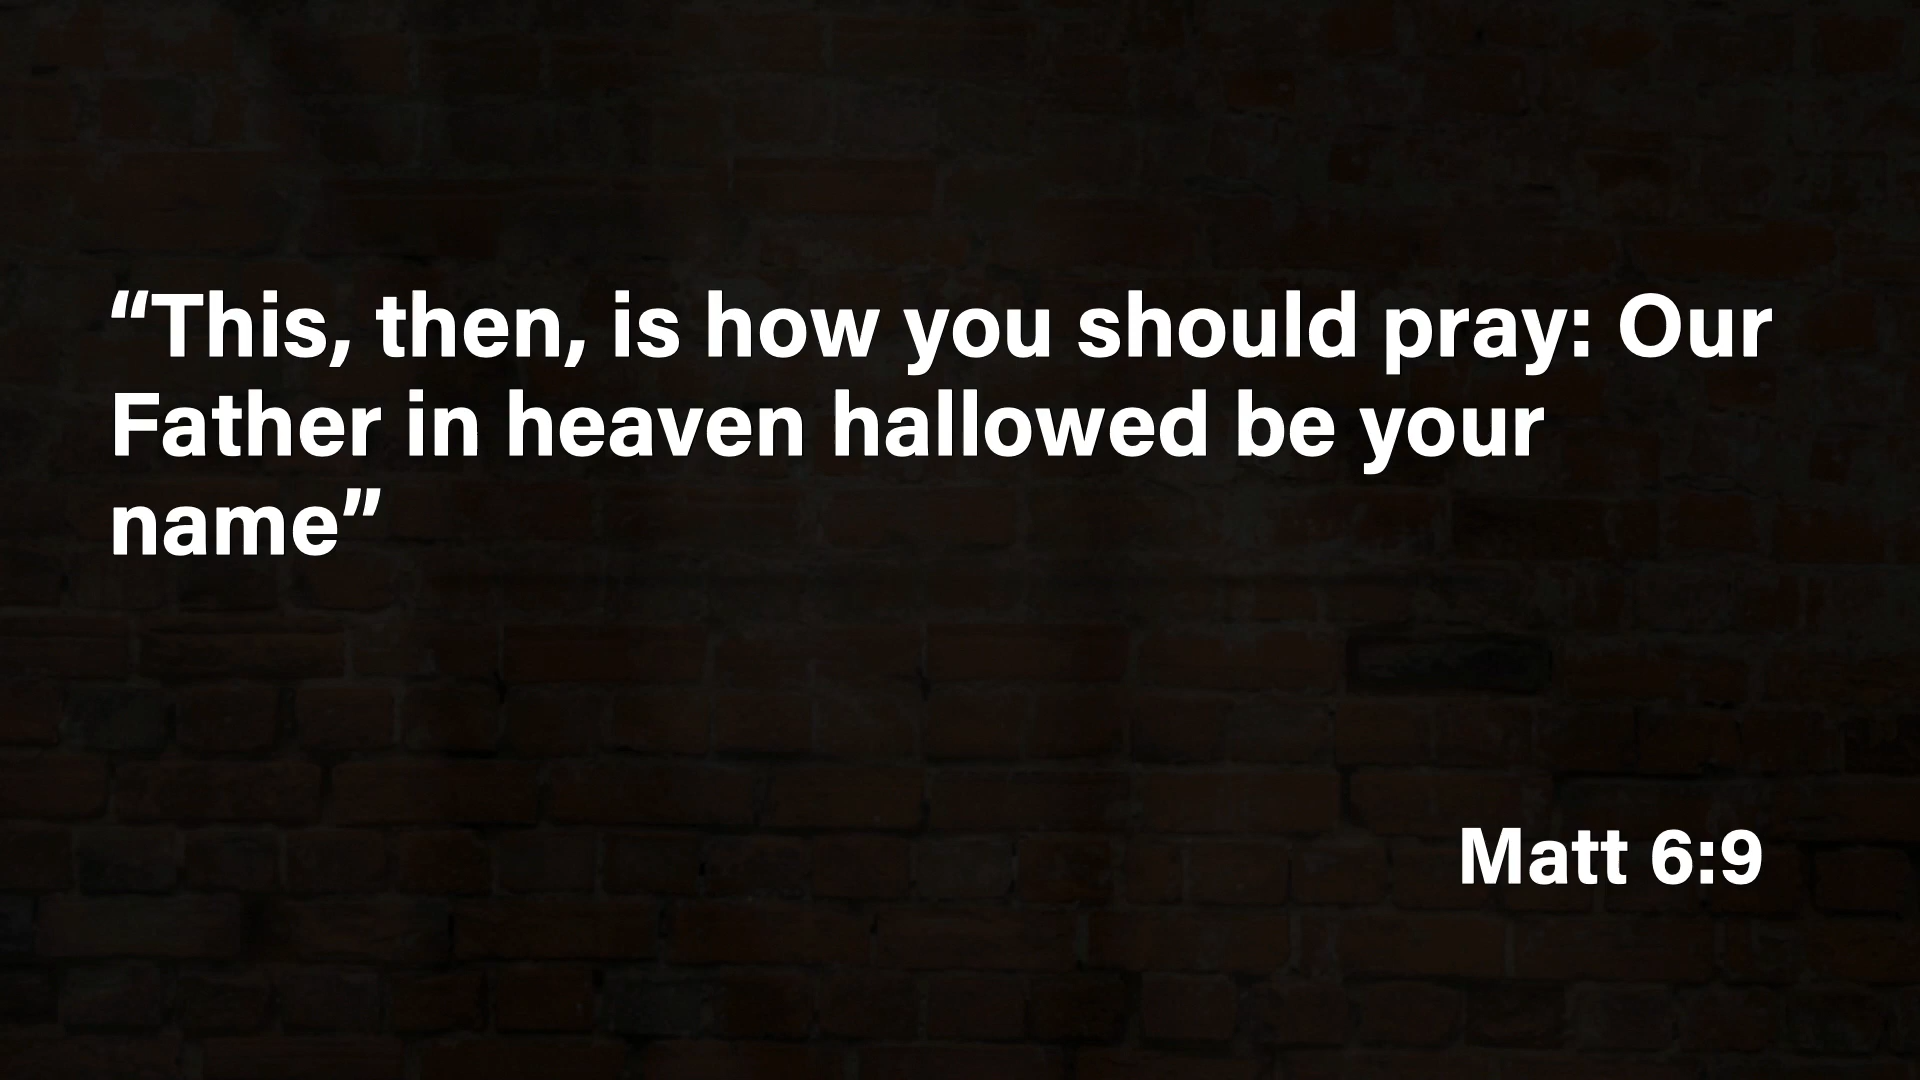 “This, then, is how you should pray: Our
Father in heaven hallowed be your
name”
Matt 6:9